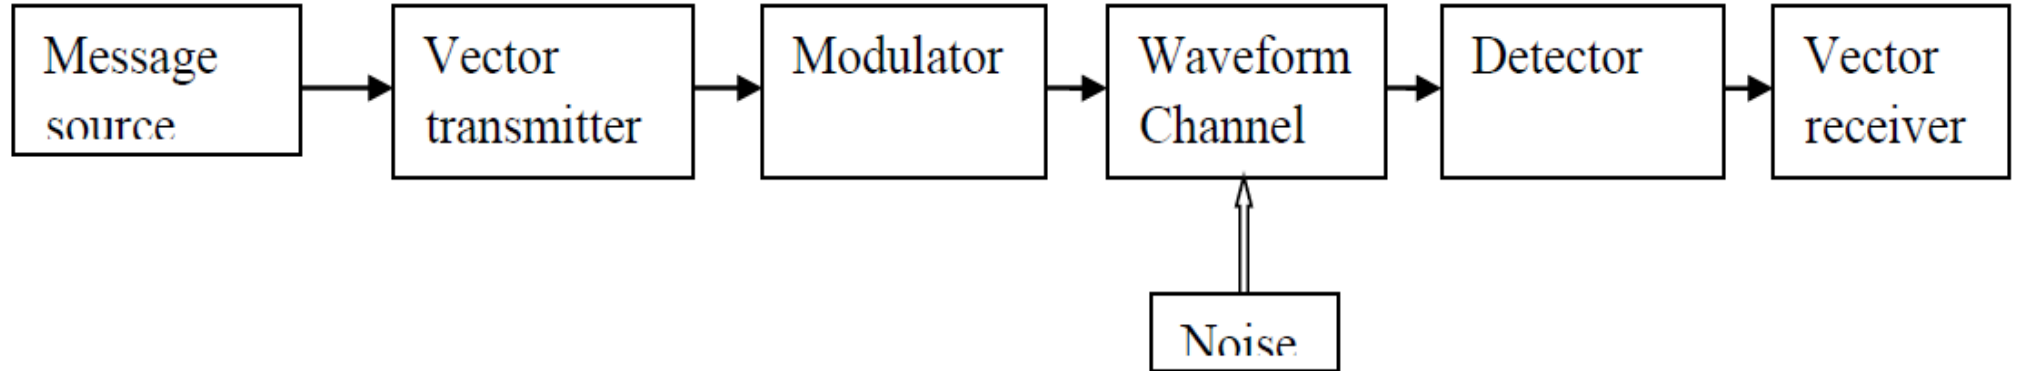 Message
source
Vector
transmitter
Modulator
Waveform
Channel
Detector
Vector
receiver
Noise